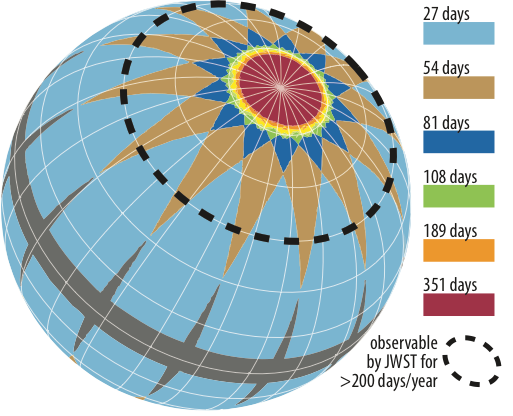 27 days
54 days
81 days
108 days
189 days
351 days
observable
by JWST for
>200 days/year